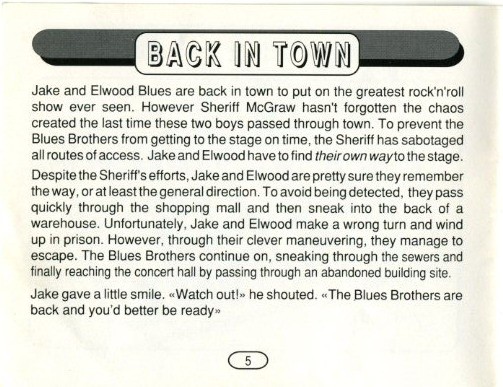 BACK IN TOWN
Jake and Elwood Blues are back in town to put on the greatest rock'n'roll
show ever seen. However Sheriff McGraw hasn't forgotten the chaos
created the last time these two boys passed through town. To prevent the
Blues Brothers from getting to the stage on time, the Sheriff has sabotaged
all routes of access. Jake and Elwood have to find their own way to the stage.
Despite the Sheriff's efforts, Jake and Elwood are pretty sure they remember
the way, or at least the general direction. To avoid being detected, they pass
quickly through the shopping mall and then sneak into the back of a
warehouse. Unfortunately, Jake and Elwood make a wrong turn and wind
up in prison. However, through their clever maneuvering, they manage to
escape. The Blues Brothers continue on, sneaking through the sewers and
finally reaching the concert hall by passing through an abandoned building site.
Jake gave a little smile. «Watch out!» he shouted. «The Blues Brothers are
back and you'd better be ready»
5